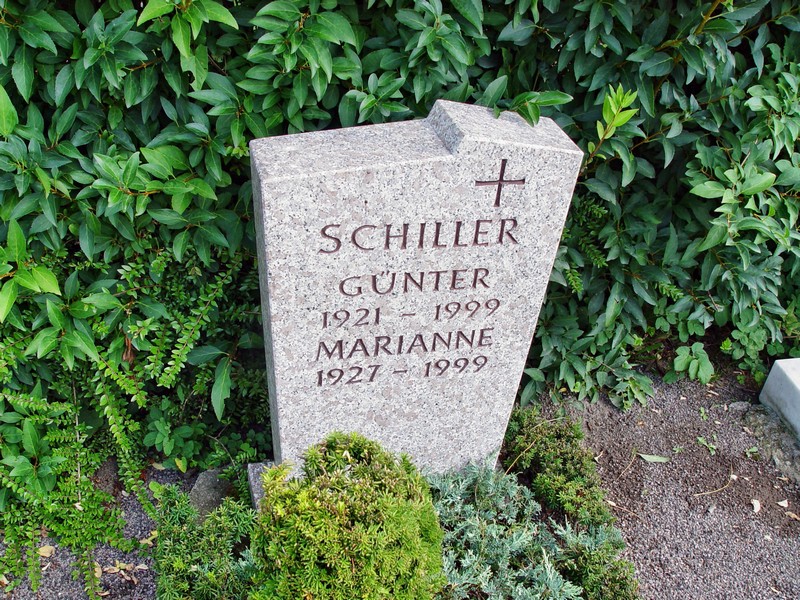 SCHILLER
GÜNTER
1921 - 1999
MARIANNE
1927 - 1999